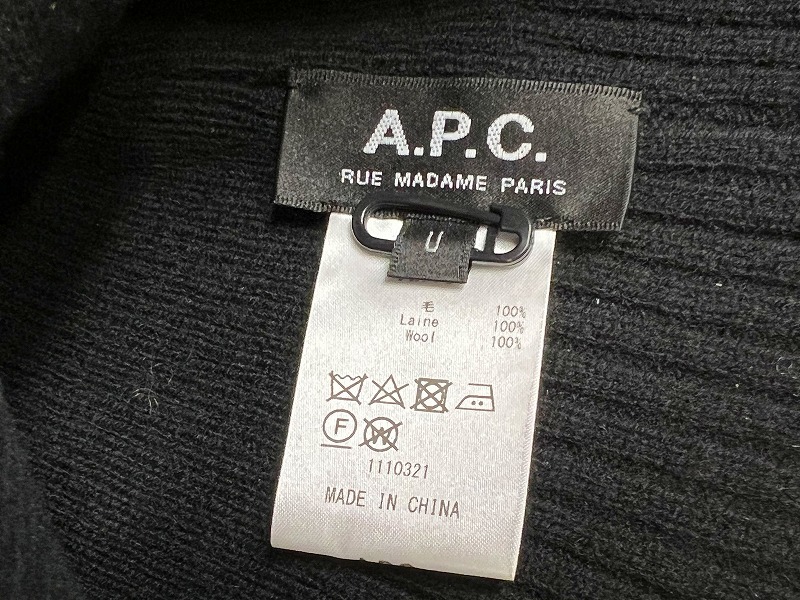 A.P.C.
RUE MADAME PARIS
U
毛 100%
Laine 100%
Wool 100%
F W
1110321
MADE IN CHINA